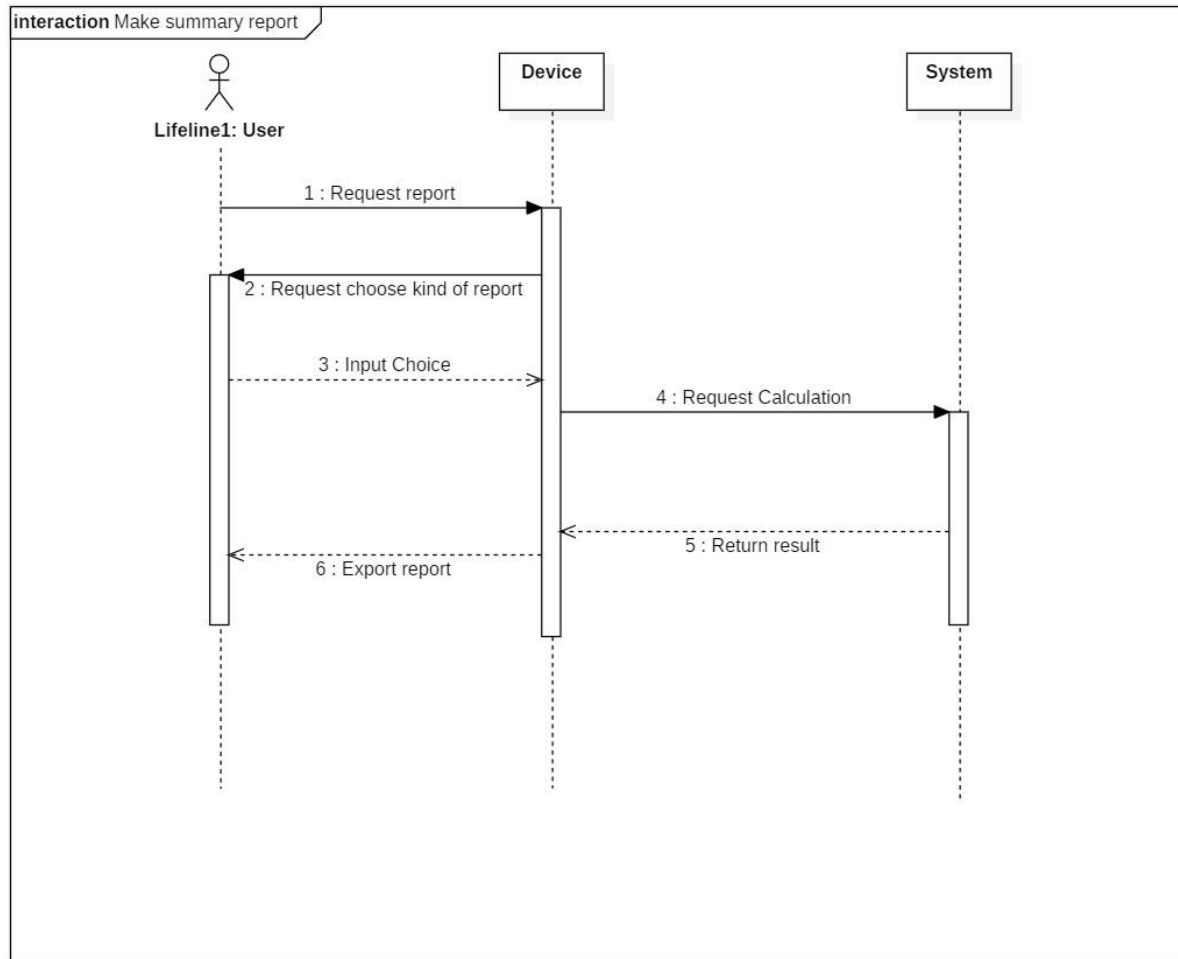 interaction Make summary report
Device
System
Lifeline1: User
1 : Request report
2 : Request choose kind of report
3 : Input Choice
4 : Request Calculation
5 : Return result
6 : Export report